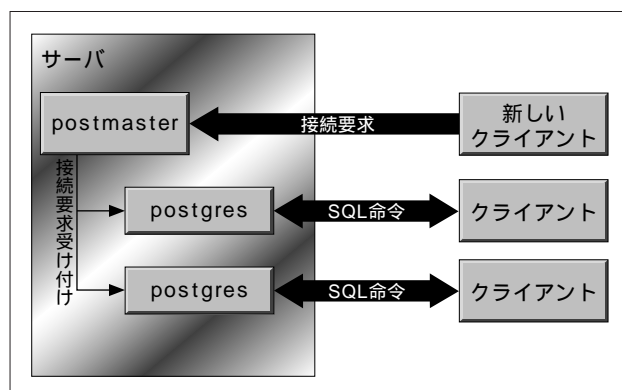 サーバ
postmaster
接続要求
新しい
クライアント
接続要求受け付け
postgres
SQL命令
クライアント
postgres
SQL命令
クライアント